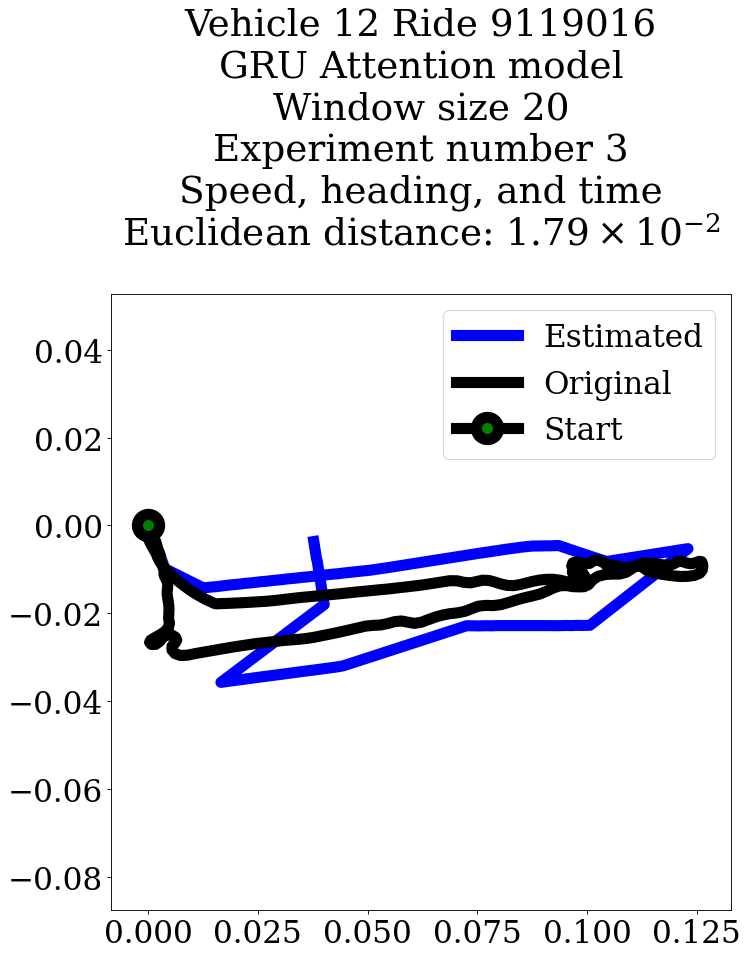 Vehicle 12 Ride 9119016
GRU Attention model
Window size 20
Experiment number 3
Speed, heading, and time
Euclidean distance: 1.79 × 10⁻²
Estimated
Original
Start
0.04
0.02
0.00
−0.02
−0.04
−0.06
−0.08
0.000 0.025 0.050 0.075 0.100 0.125